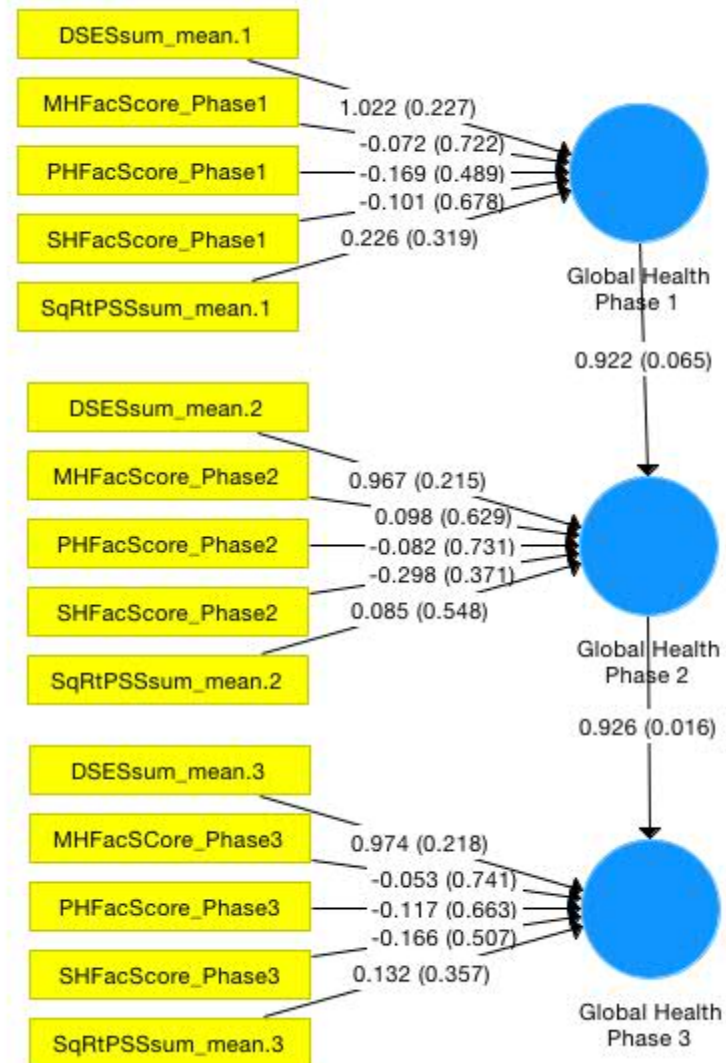 DSESsum_mean.1
1.022 (0.227)
MHFacScore_Phase1
-0.072 (0.722)
PHFacScore_Phase1
-0.169 (0.489)
-0.101 (0.678)
SHFacScore_Phase1
0.226 (0.319)
SqRtPSSsum_mean.1
Global Health
Phase 1
0.922 (0.065)
DSESsum_mean.2
MHFacScore_Phase2
0.967 (0.215)
0.098 (0.629)
PHFacScore_Phase2
-0.082 (0.731)
-0.298 (0.371)
SHFacScore_Phase2
0.085 (0.548)
SqRtPSSsum_mean.2
Global Health
Phase 2
0.926 (0.016)
DSESsum_mean.3
MHFacSCore_Phase3
0.974 (0.218)
-0.053 (0.741)
PHFacScore_Phase3
-0.117 (0.663)
-0.166 (0.507)
SHFacScore_Phase3
0.132 (0.357)
SqRtPSSsum_mean.3
Global Health
Phase 3